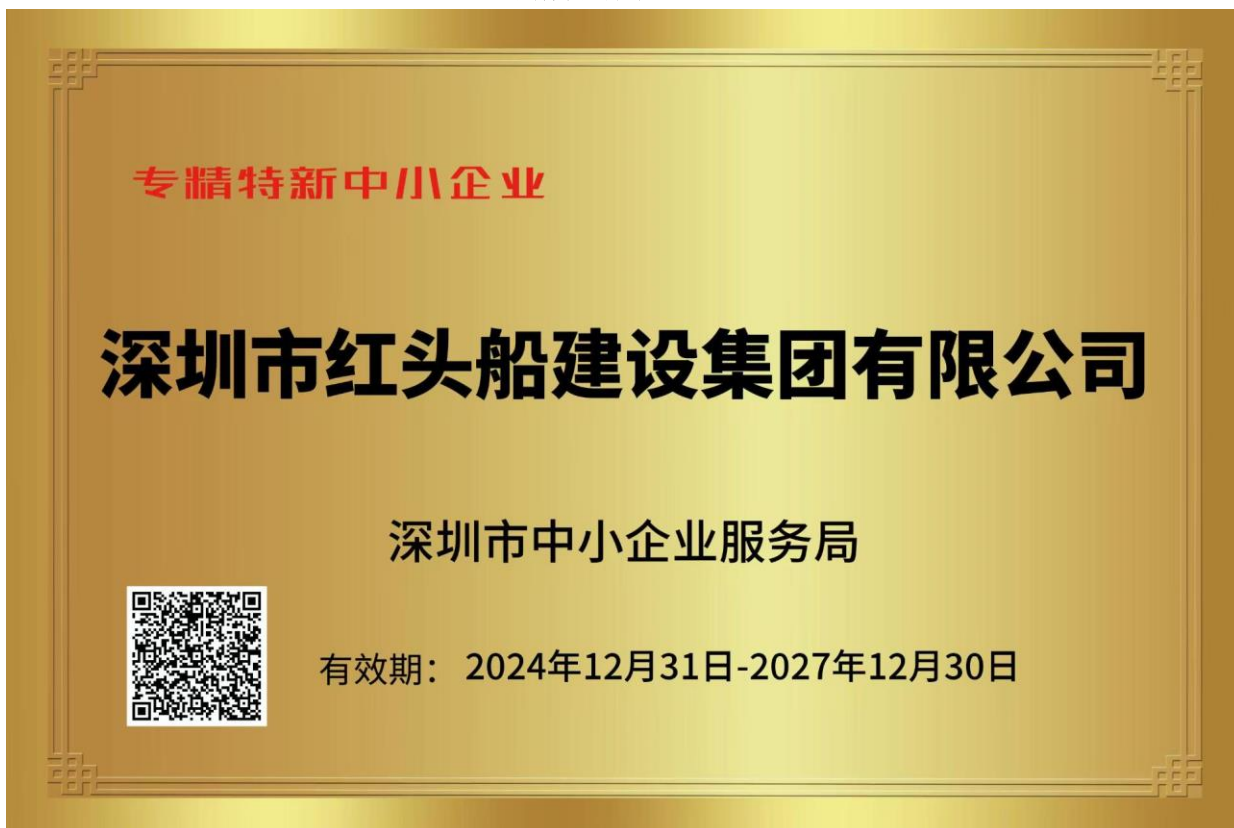 专精特新中小企业
深圳市红头船建设集团有限公司
深圳市中小企业服务局
有效期： 2024年12月31日-2027年12月30日